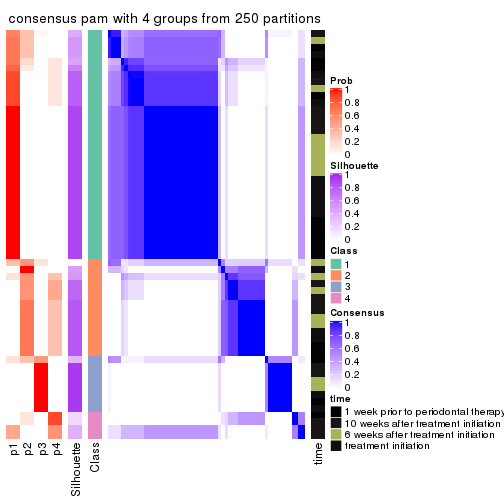 consensus pam with 4 groups from 250 partitions
Prob
1
0.8
0.6
0.4
0.2
0
Silhouette
1
0.8
0.6
0.4
0.2
0
Class
1
2
3
4
Consensus
1
0.8
0.6
0.4
0.2
0
time
1 week prior to periodontal therapy
10 weeks after treatment initiation
6 weeks after treatment initiation
treatment initiation
p1
p2
p3
p4
Silhouette
Class
time